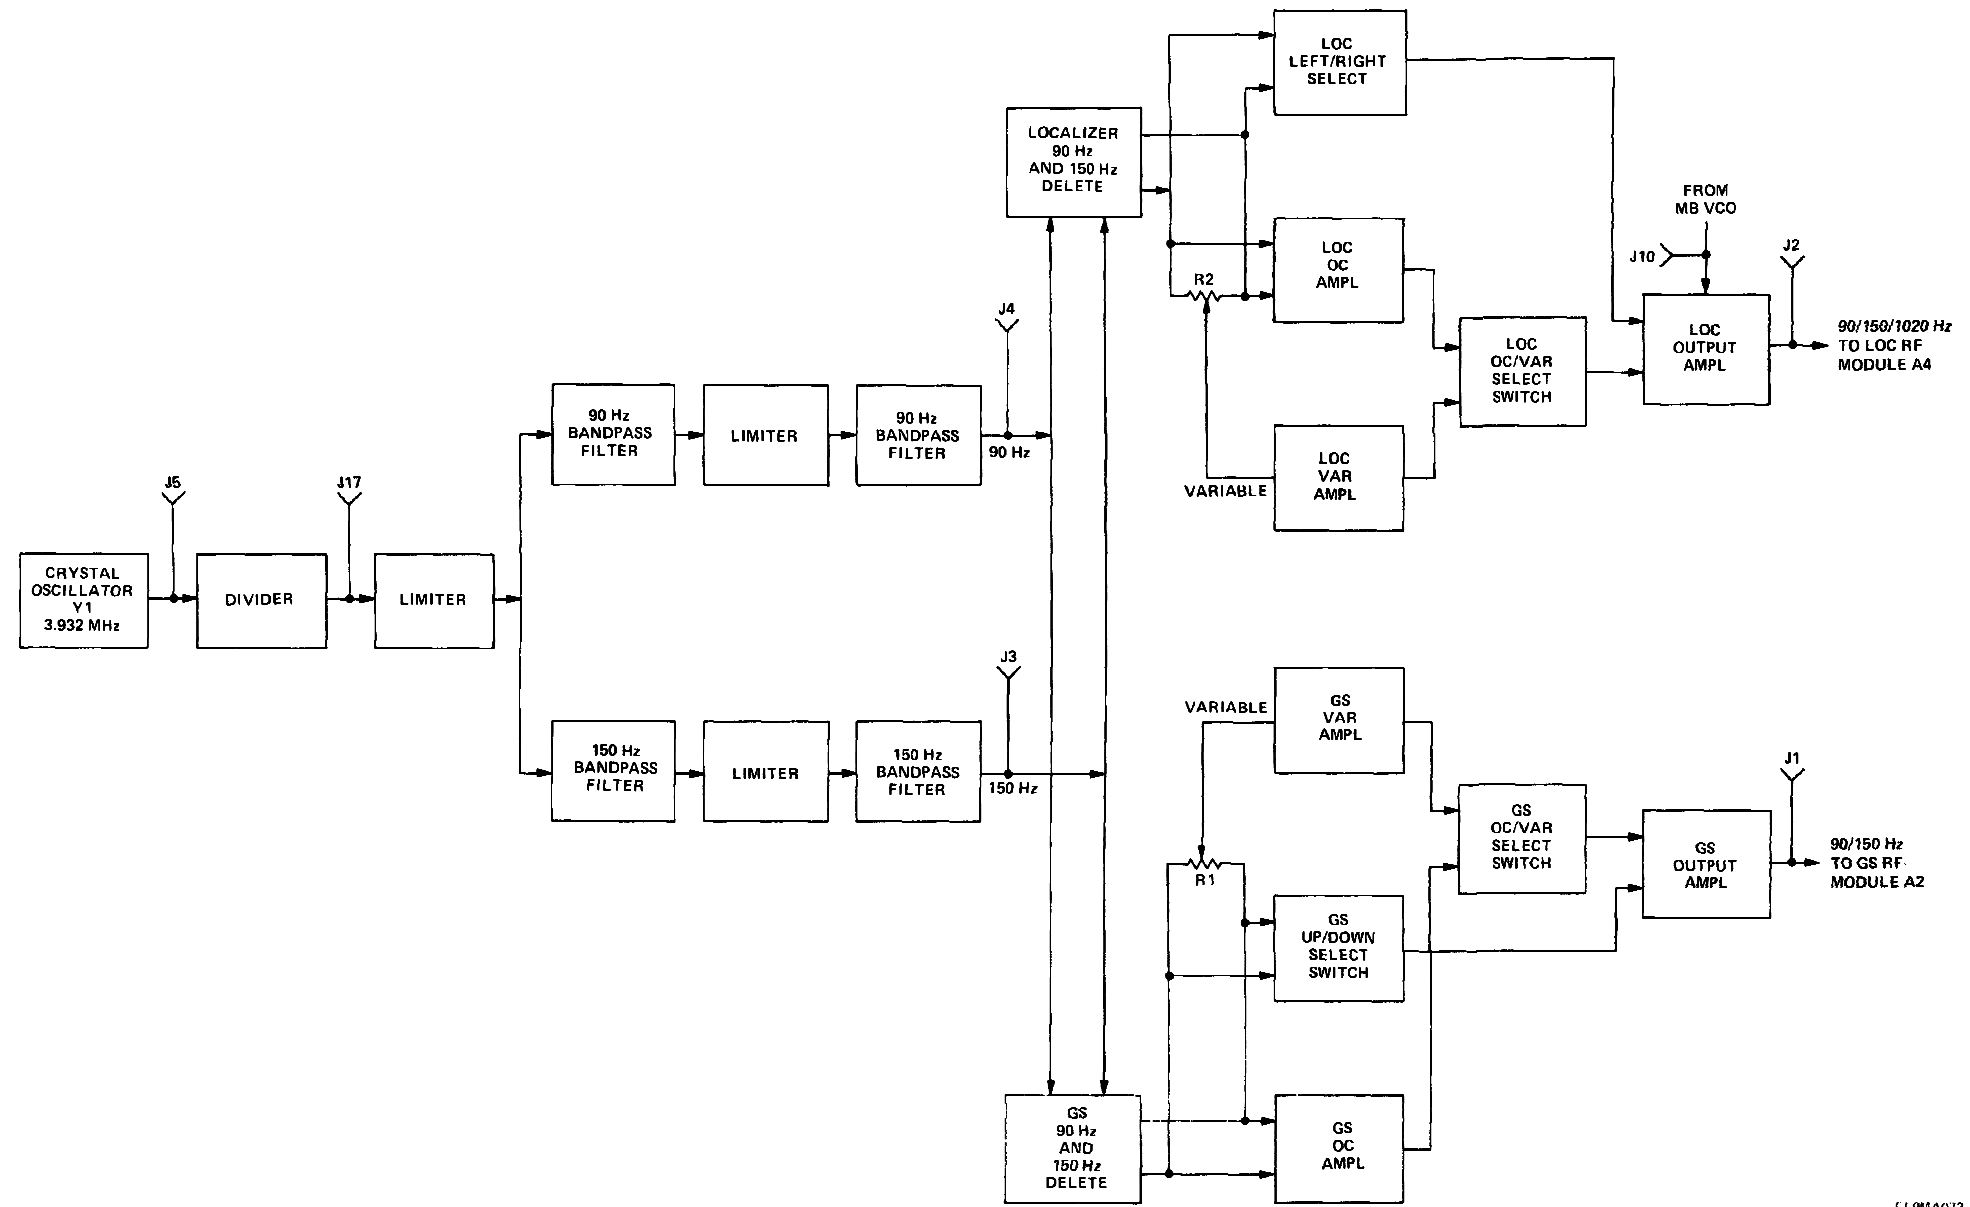 LOC
LEFT/RIGHT
SELECT
LOCALIZER
90 Hz
AND 150 Hz
DELETE
FROM
MB VCO
J10
J2
LOC
OC
AMPL
R2
J4
LOC
OUTPUT
AMPL
90/150/1020 Hz
TO LOC RF
MODULE A4
LOC
OC/VAR
SELECT
SWITCH
90 Hz
BANDPASS
FILTER
LIMITER
90 Hz
BANDPASS
FILTER
90 Hz
LOC
VAR
AMPL
VARIABLE
J5
J17
CRYSTAL
OSCILLATOR
Y1
3.932 MHz
DIVIDER
LIMITER
J3
VARIABLE
GS
VAR
AMPL
150 Hz
BANDPASS
FILTER
LIMITER
150 Hz
BANDPASS
FILTER
150 Hz
J1
GS
OC/VAR
SELECT
SWITCH
GS
OUTPUT
AMPL
90/150 Hz
TO GS RF
MODULE A2
R1
GS
UP/DOWN
SELECT
SWITCH
GS
90 Hz
AND
150 Hz
DELETE
GS
OC
AMPL